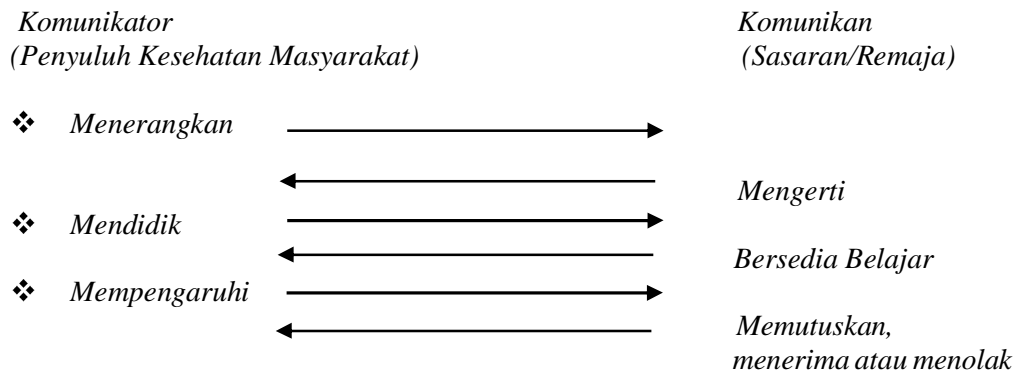 Komunikator Komunikan
(Penyuluh Kesehatan Masyarakat) (Sasaran/Remaja)
❖ Menerangkan
Mengerti
❖ Mendidik
Bersedia Belajar
❖ Mempengaruhi
Memutuskan,
menerima atau menolak